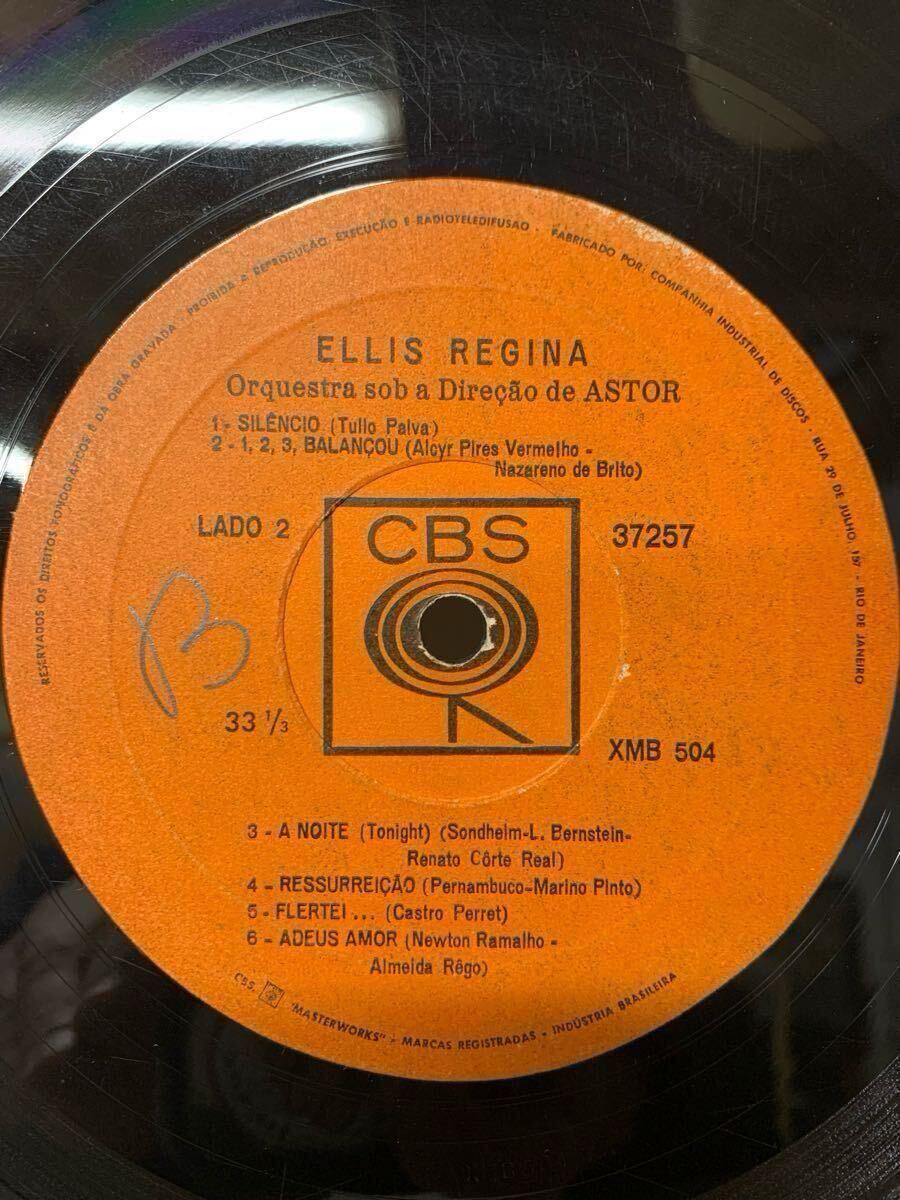 RESERVADOS OS DIREITOS FONOGRÁFICOS E DA OBRA GRAVADA - PROIBIDA A REPRODUÇÃO, EXECUÇÃO E RADIOTELEDIFUSAO - FABRICADO POR: COMPANHIA INDUSTRIAL DE DISCOS - RUA 29 DE JULHO, 157 - RIO DE JANEIRO
ELLIS REGINA
Orquestra sob a Direção de ASTOR
1 - SILÊNCIO (Tullo Paiva)
2 - 1, 2, 3, BALANÇOU (Alcyr Pires Vermelho -
Nazareno de Brito)
LADO 2
CBS
37257
B
33 1/3
XMB 504
3 - A NOITE (Tonight) (Sondheim-L. Bernstein-
Renato Côrte Real)
4 - RESSURREIÇÃO (Pernambuco-Marino Pinto)
5 - FLERTEI... (Castro Perret)
6 - ADEUS AMOR (Newton Ramalho -
Almeida Rêgo)
CBS, "MASTERWORKS" - MARCAS REGISTRADAS - INDÚSTRIA BRASILEIRA